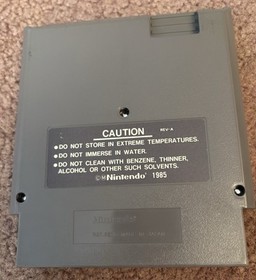 CAUTION REV-A
● DO NOT STORE IN EXTREME TEMPERATURES.
● DO NOT IMMERSE IN WATER.
● DO NOT CLEAN WITH BENZENE, THINNER,
ALCOHOL OR OTHER SUCH SOLVENTS.
©Ⓜ Nintendo® 1985